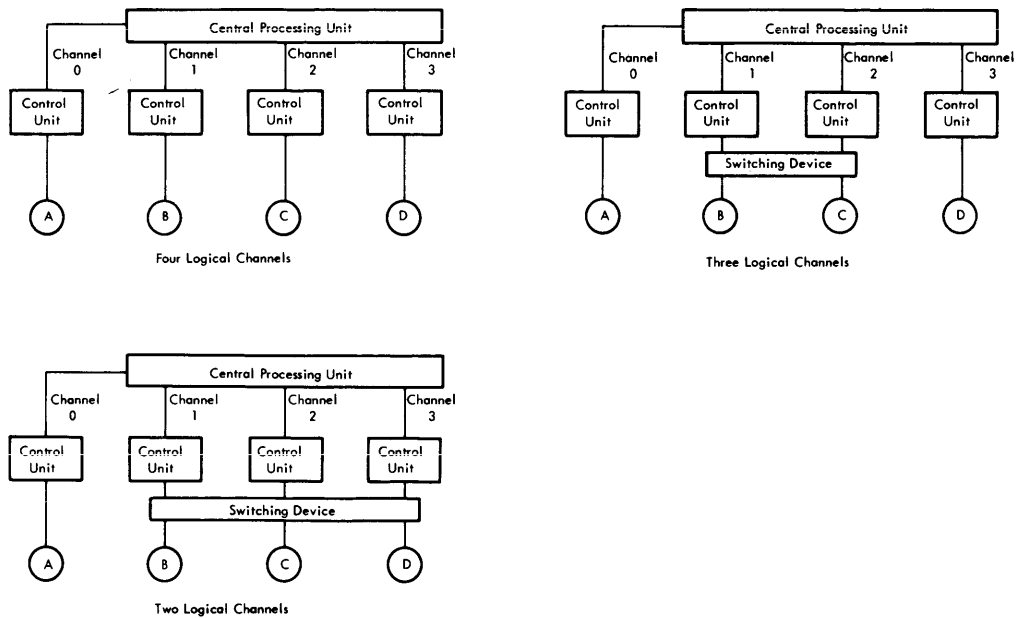 Central Processing Unit
Channel 0
Channel 1
Channel 2
Channel 3
Control Unit
Control Unit
Control Unit
Control Unit
A
B
C
D
Four Logical Channels
Central Processing Unit
Channel 0
Channel 1
Channel 2
Channel 3
Control Unit
Control Unit
Control Unit
Control Unit
Switching Device
A
B
C
D
Three Logical Channels
Central Processing Unit
Channel 0
Channel 1
Channel 2
Channel 3
Control Unit
Control Unit
Control Unit
Control Unit
Switching Device
A
B
C
D
Two Logical Channels